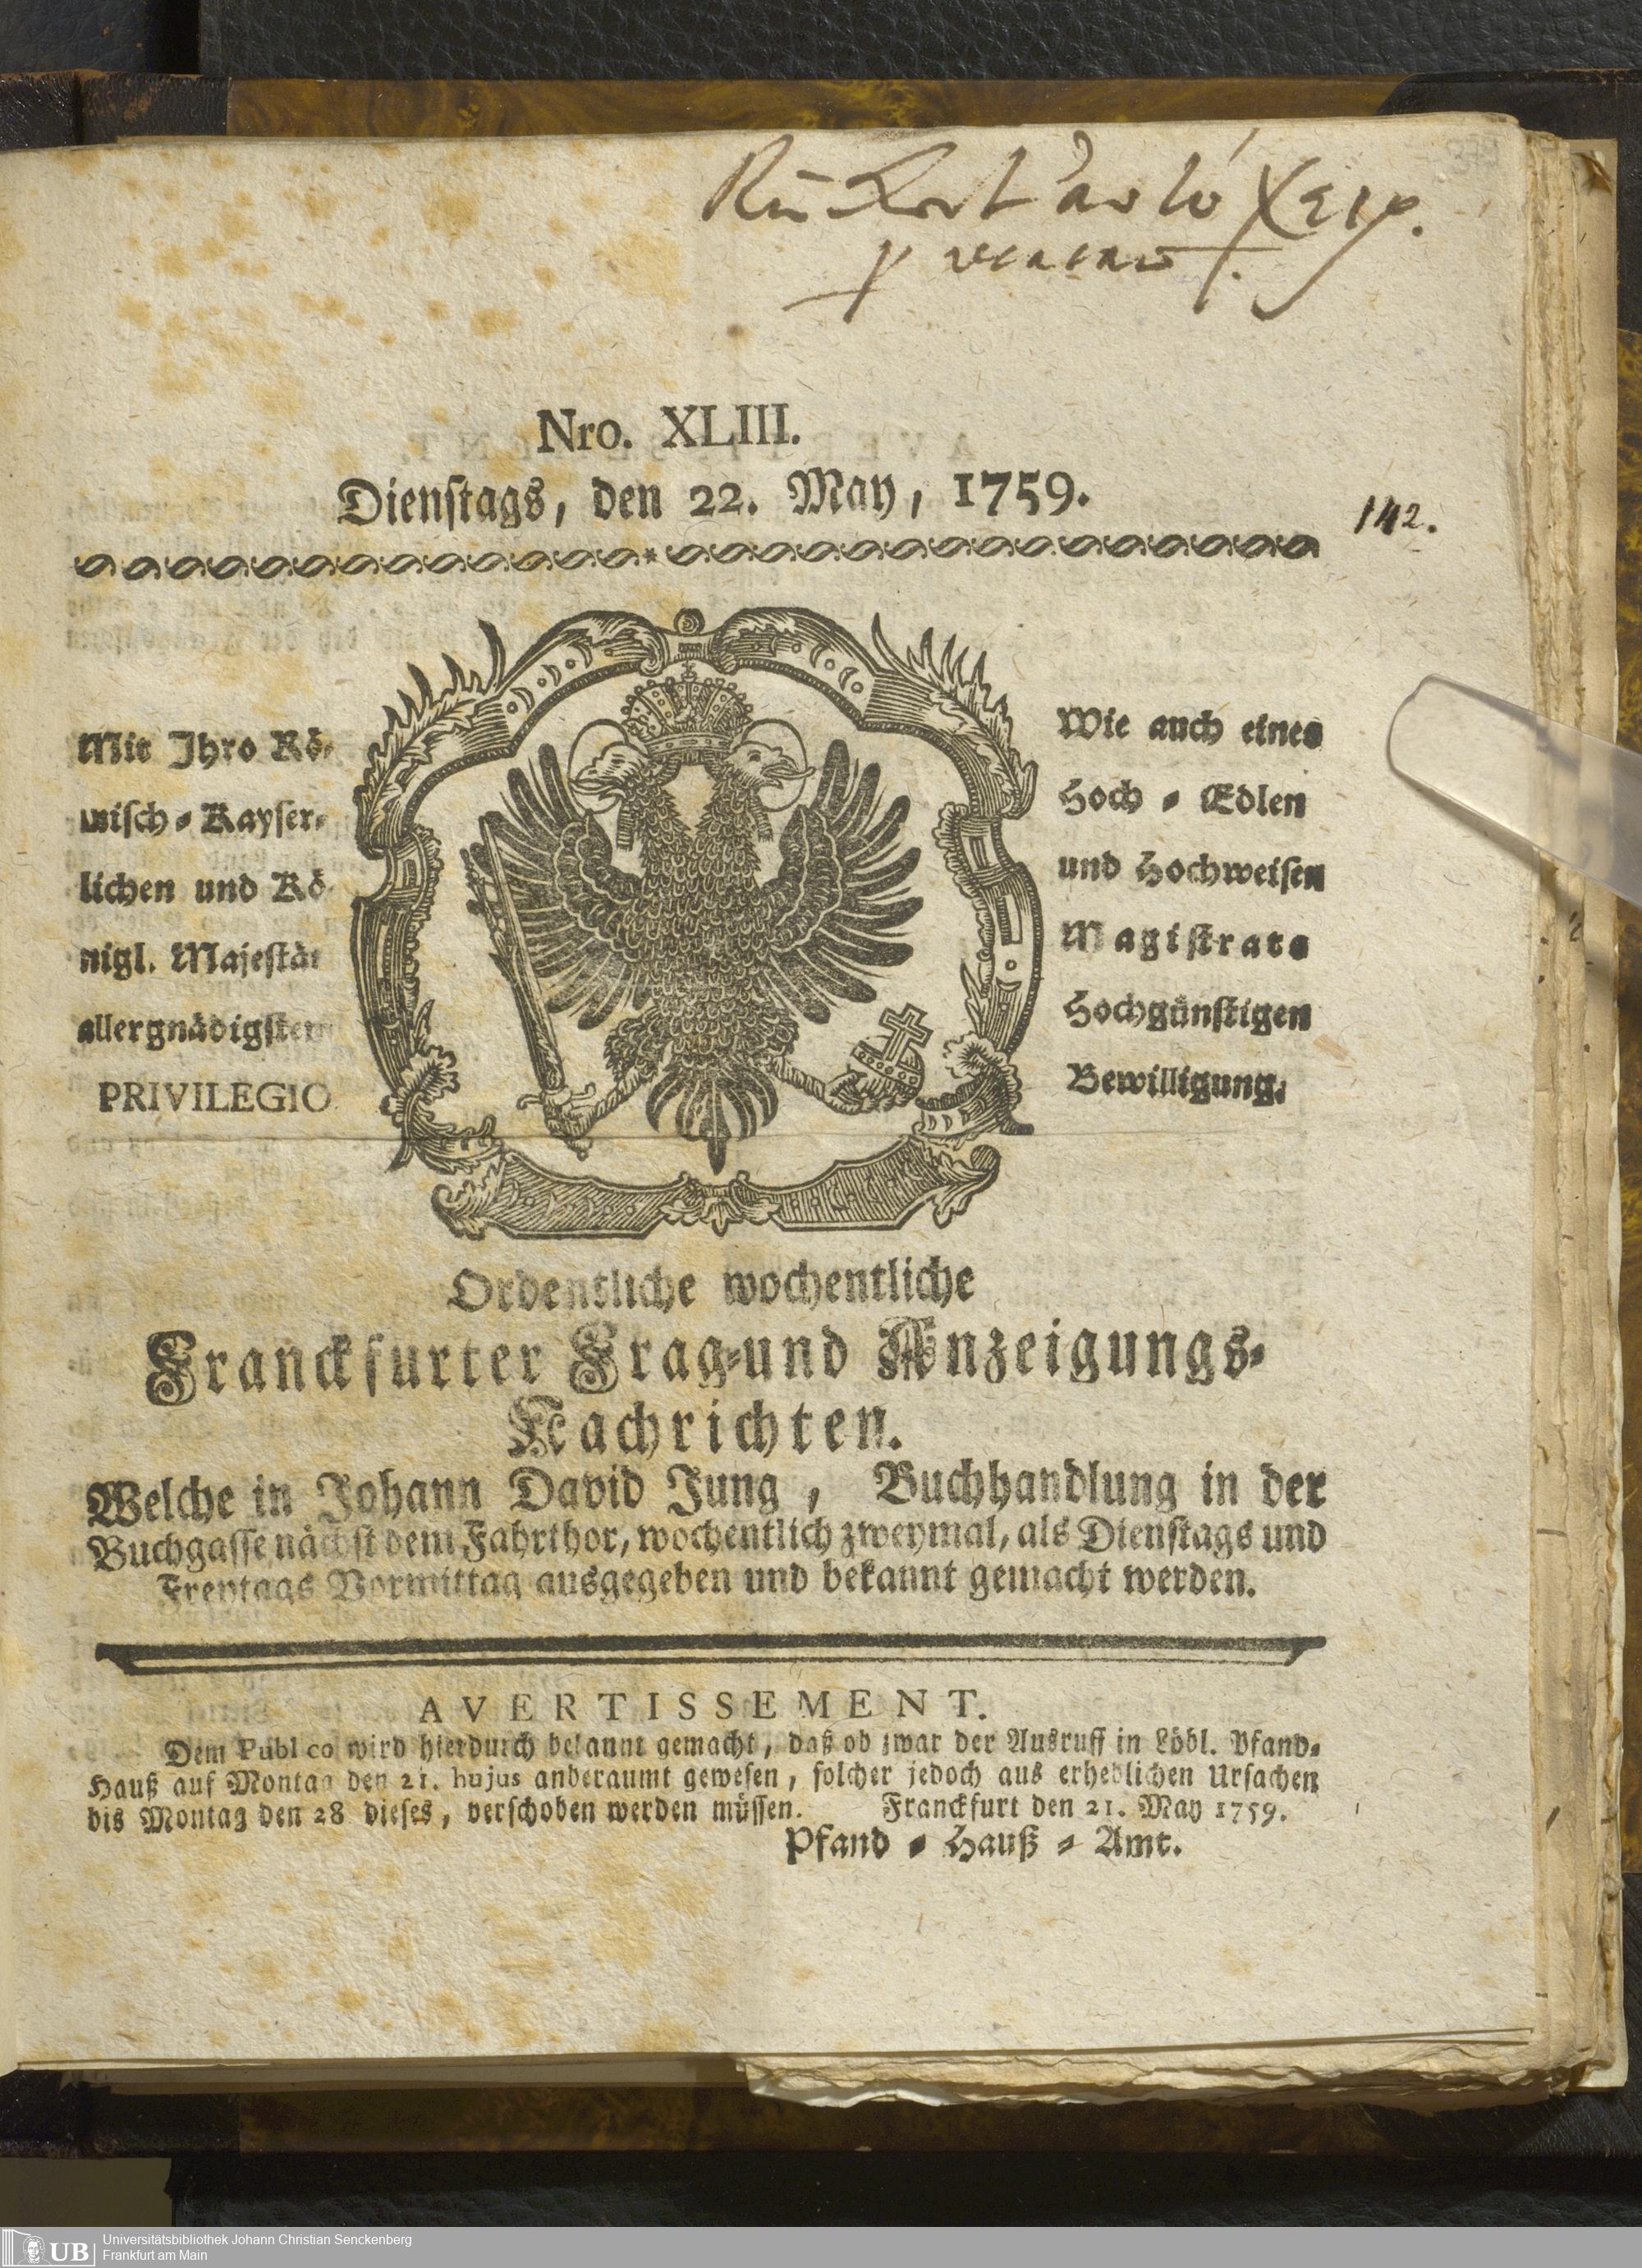 Nro. XLIII.
Dienstags, den 22. May, 1759.
142.
Mit Ihro Rö-
misch-Kayser-
lichen und Kö-
nigl. Majestät
allergnädigstem
PRIVILEGIO
Wie auch eines
Hoch-Edlen
und Hochweisen
Magistrats
Hochgünstigen
Bewilligung.
Ordentliche wochentliche
Franckfurter Frag-und Anzeigungs-
Nachrichten.
Welche in Johann David Jung, Buchhandlung in der
Buchgasse nächst dem Fahrthor, wochentlich zweymal, als Dienstags und
Freytags Vormittag ausgegeben und bekannt gemacht werden.
AVERTISSEMENT.
Dem Publico wird hierdurch bekannt gemacht, daß ob zwar der Ausruff in Löbl. Pfand-
Hauß auf Montag den 21. hujus anberaumt gewesen, solcher jedoch aus erheblichen Ursachen
bis Montag den 28 dieses, verschoben werden müssen. Franckfurt den 21. May 1759.
Pfand-Hauß-Amt.
UB
Universitätsbibliothek Johann Christian Senckenberg
Frankfurt am Main